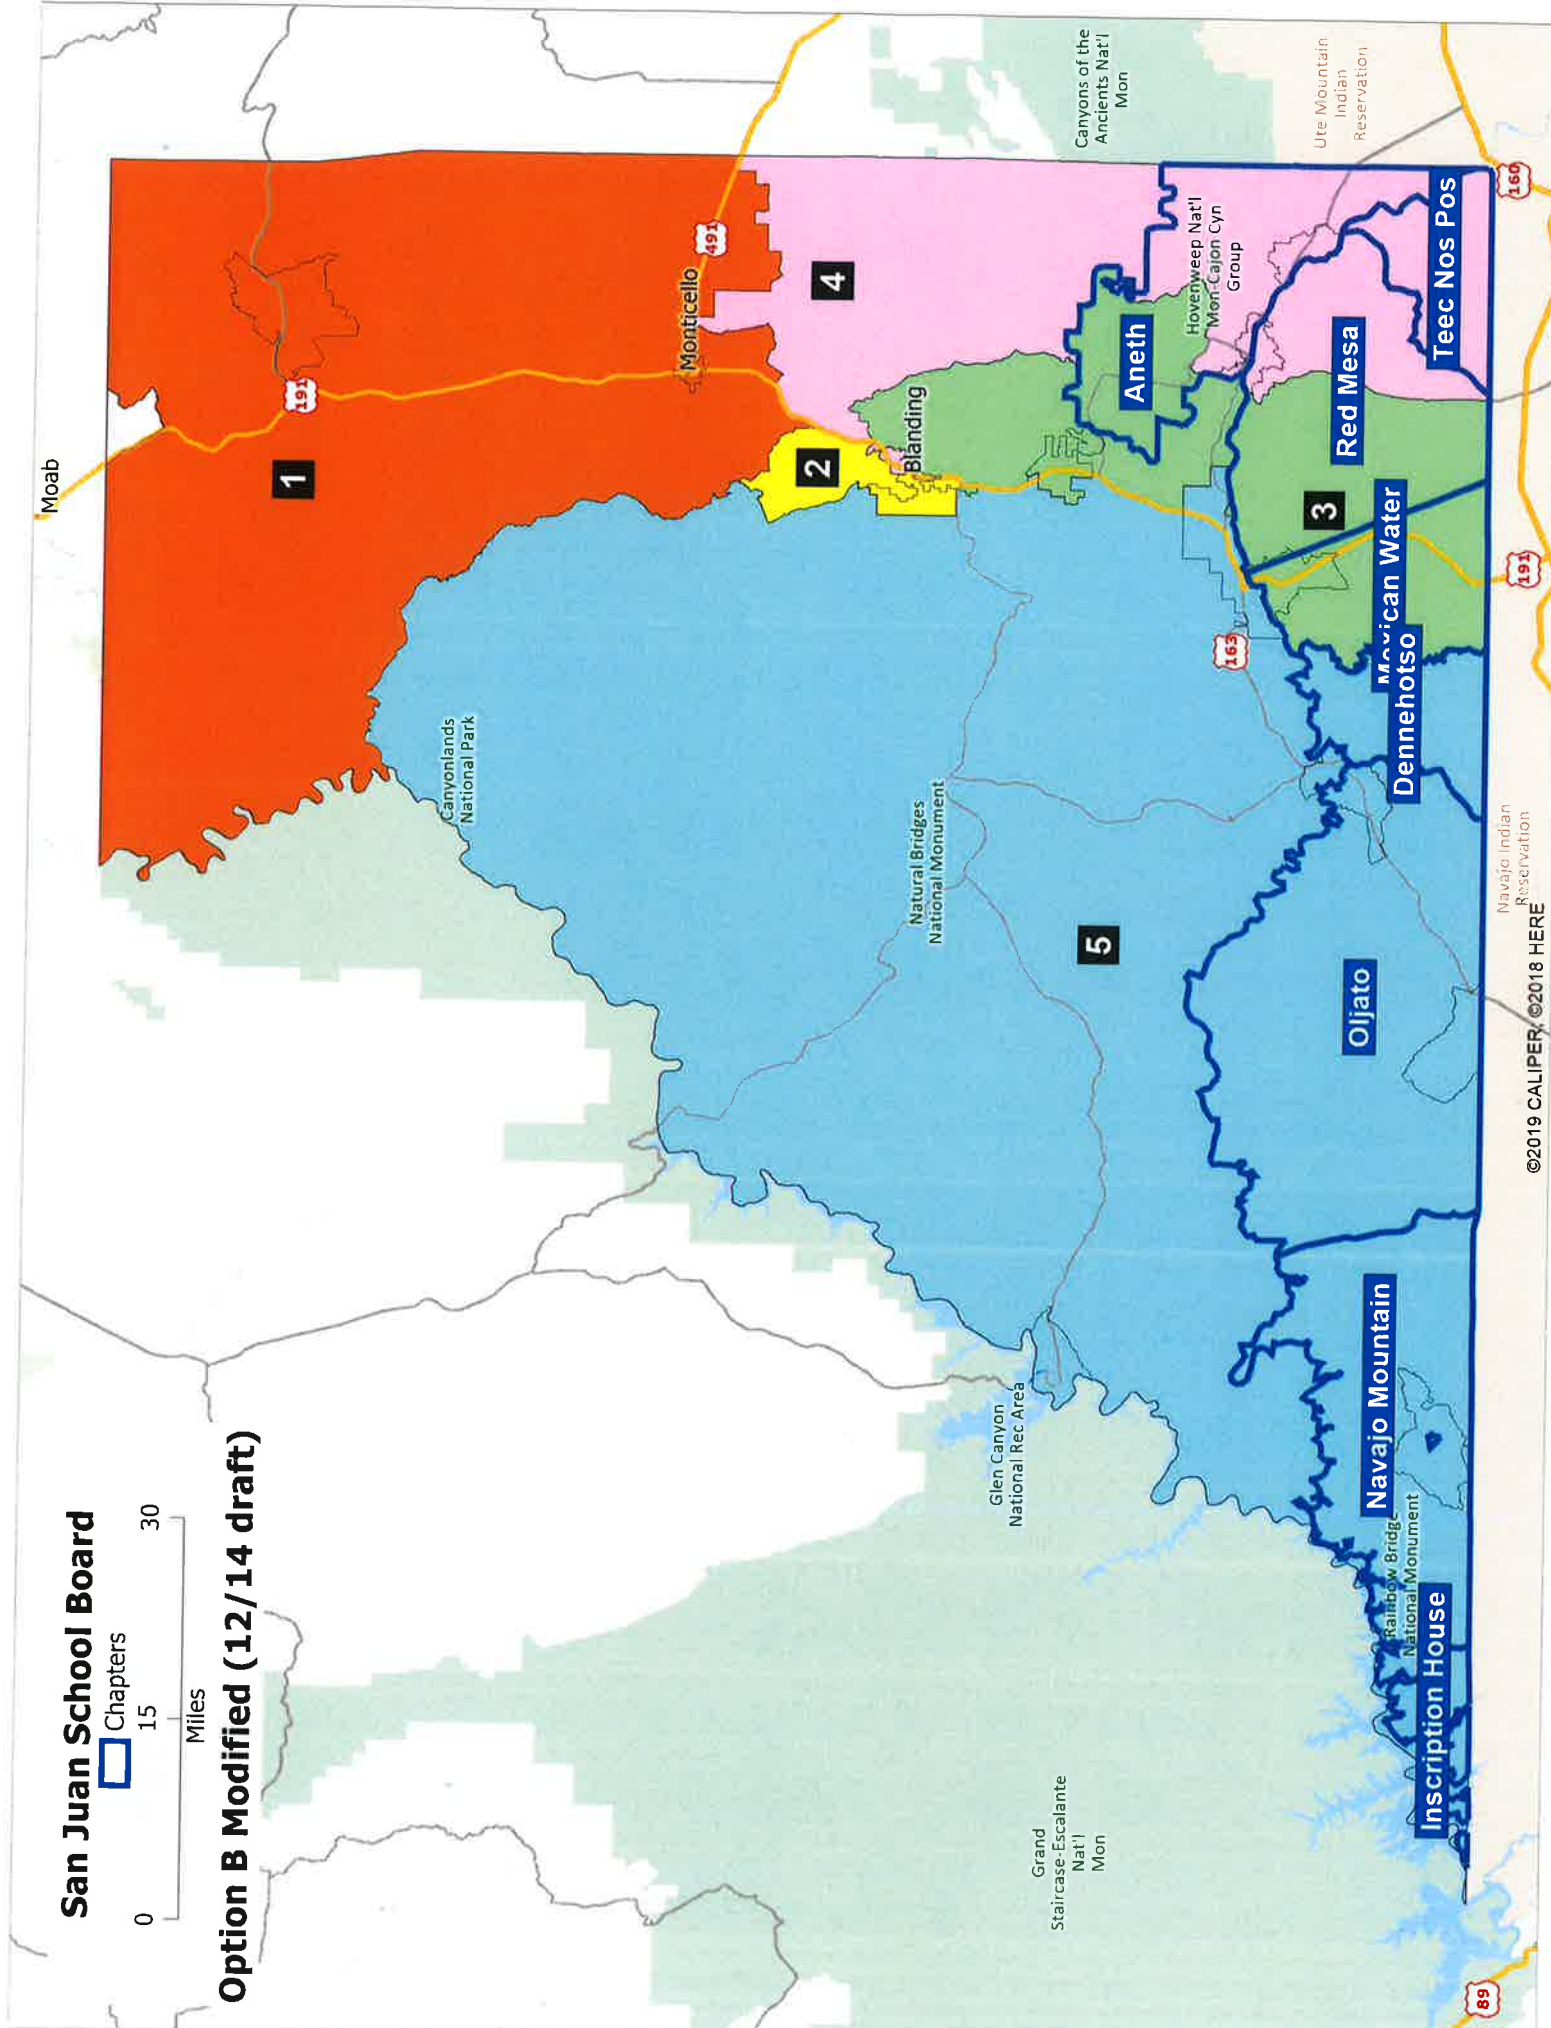 San Juan School Board
Chapters
0 15 30
Miles
Option B Modified (12/14 draft)
Moab
191
1
Canyonlands
National Park
Monticello
491
2
4
Blanding
Natural Bridges
National Monument
Canyons of the
Ancients Nat'l
Mon
Glen Canyon
National Rec Area
Grand
Staircase-Escalante
Nat'l
Mon
5
Aneth
Hovenweep Nat'l
Mon-Cajon Cyn
Group
Ute Mountain
Indian
Reservation
163
3
Red Mesa
Mexican Water
Dennehotso
Teec Nos Pos
Oljato
Navajo Mountain
Rainbow Bridge
National Monument
Inscription House
89
Navajo Indian
Reservation
191
160
©2019 CALIPER; ©2018 HERE